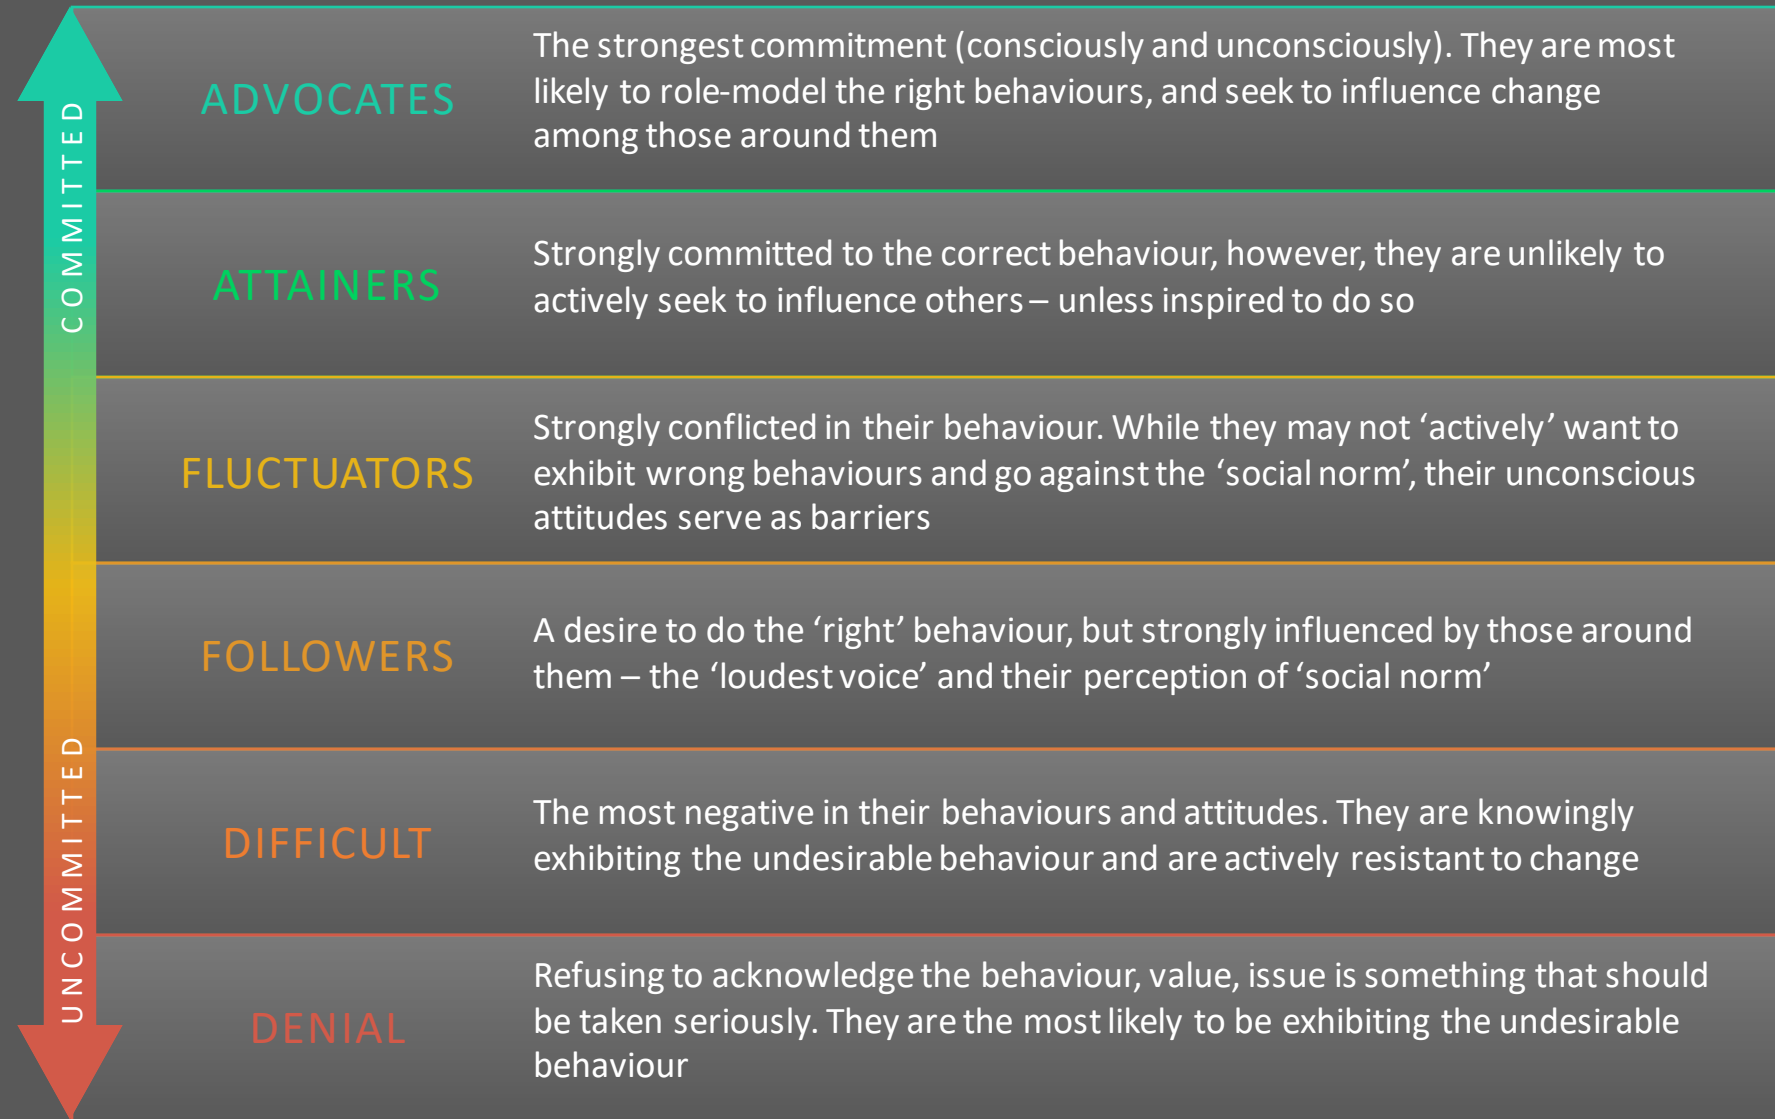 COMMITTED
UNCOMMITTED
ADVOCATES
The strongest commitment (consciously and unconsciously). They are most
likely to role-model the right behaviours, and seek to influence change
among those around them
ATTAINERS
Strongly committed to the correct behaviour, however, they are unlikely to
actively seek to influence others – unless inspired to do so
FLUCTUATORS
Strongly conflicted in their behaviour. While they may not ‘actively’ want to
exhibit wrong behaviours and go against the ‘social norm’, their unconscious
attitudes serve as barriers
FOLLOWERS
A desire to do the ‘right’ behaviour, but strongly influenced by those around
them – the ‘loudest voice’ and their perception of ‘social norm’
DIFFICULT
The most negative in their behaviours and attitudes. They are knowingly
exhibiting the undesirable behaviour and are actively resistant to change
DENIAL
Refusing to acknowledge the behaviour, value, issue is something that should
be taken seriously. They are the most likely to be exhibiting the undesirable
behaviour